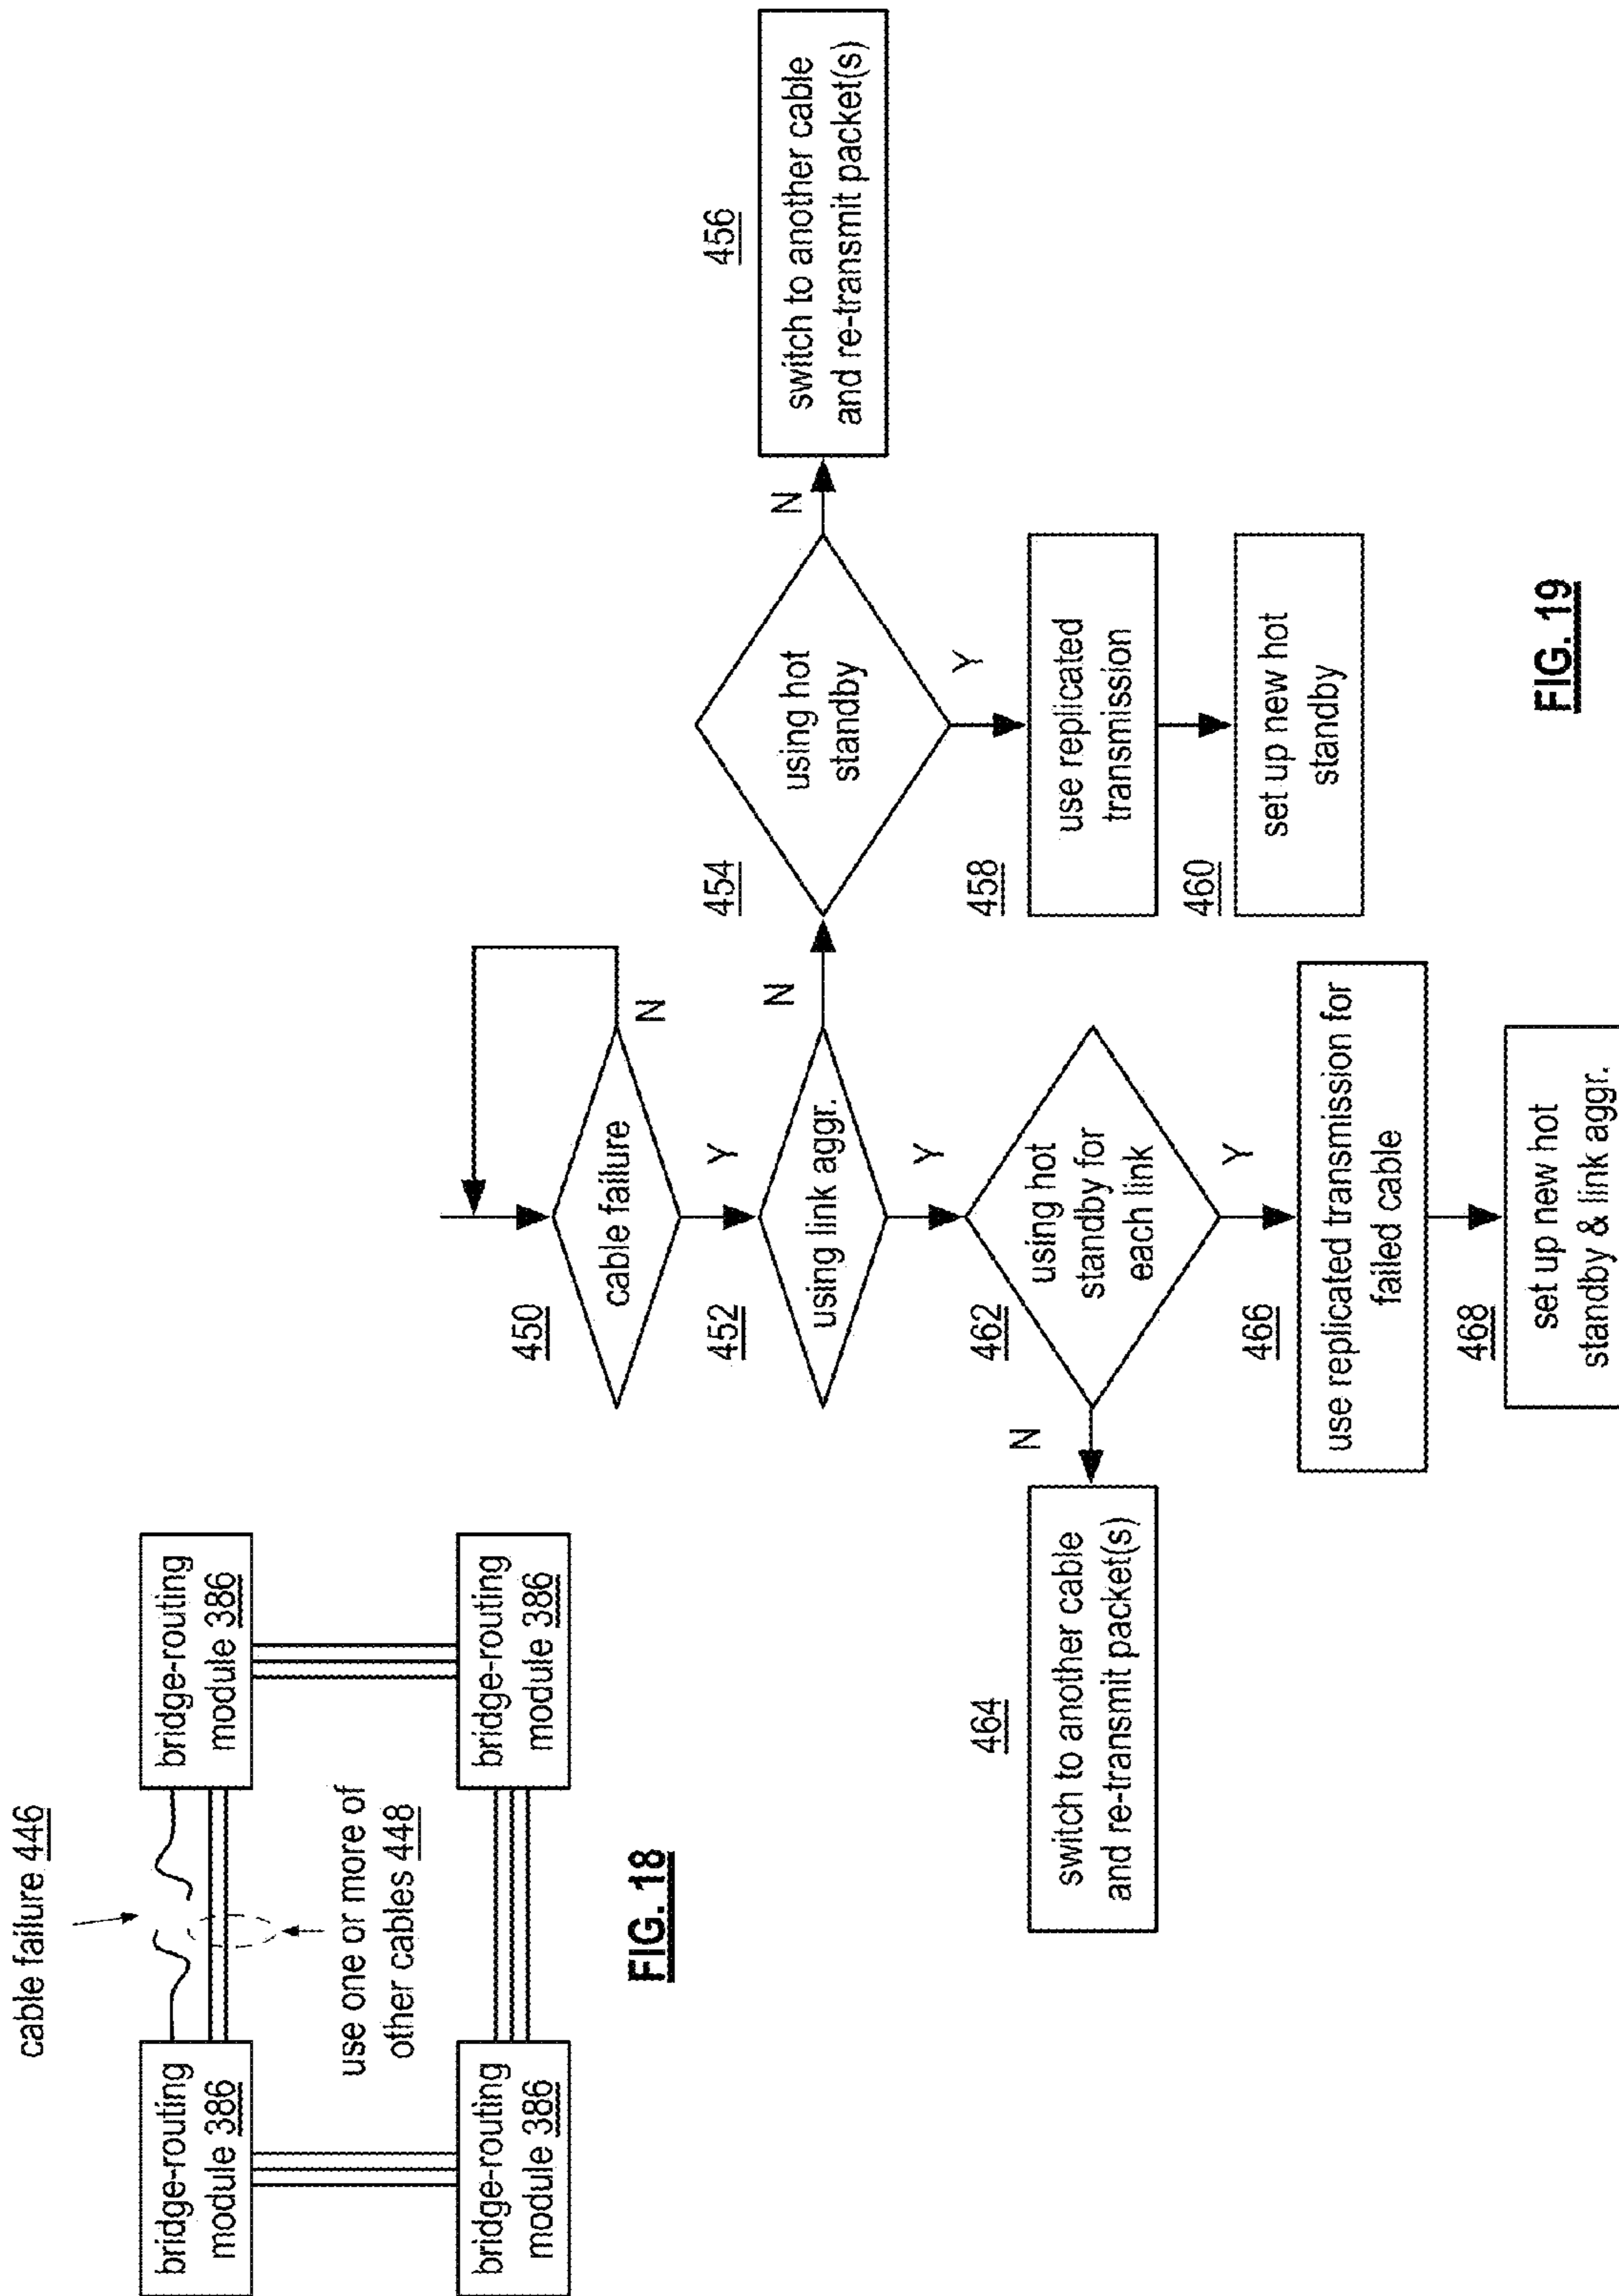 cable failure 446
bridge-routing
module 386
bridge-routing
module 386
use one or more of
other cables 448
bridge-routing
module 386
bridge-routing
module 386
FIG. 18
450
cable failure
N
Y
452
using link aggr.
N
454
using hot
standby
N
456
switch to another cable
and re-transmit packet(s)
Y
458
use replicated
transmission
460
set up new hot
standby
Y
462
using hot
standby for
each link
N
464
switch to another cable
and re-transmit packet(s)
Y
466
use replicated transmission for
failed cable
468
set up new hot
standby & link aggr.
FIG. 19